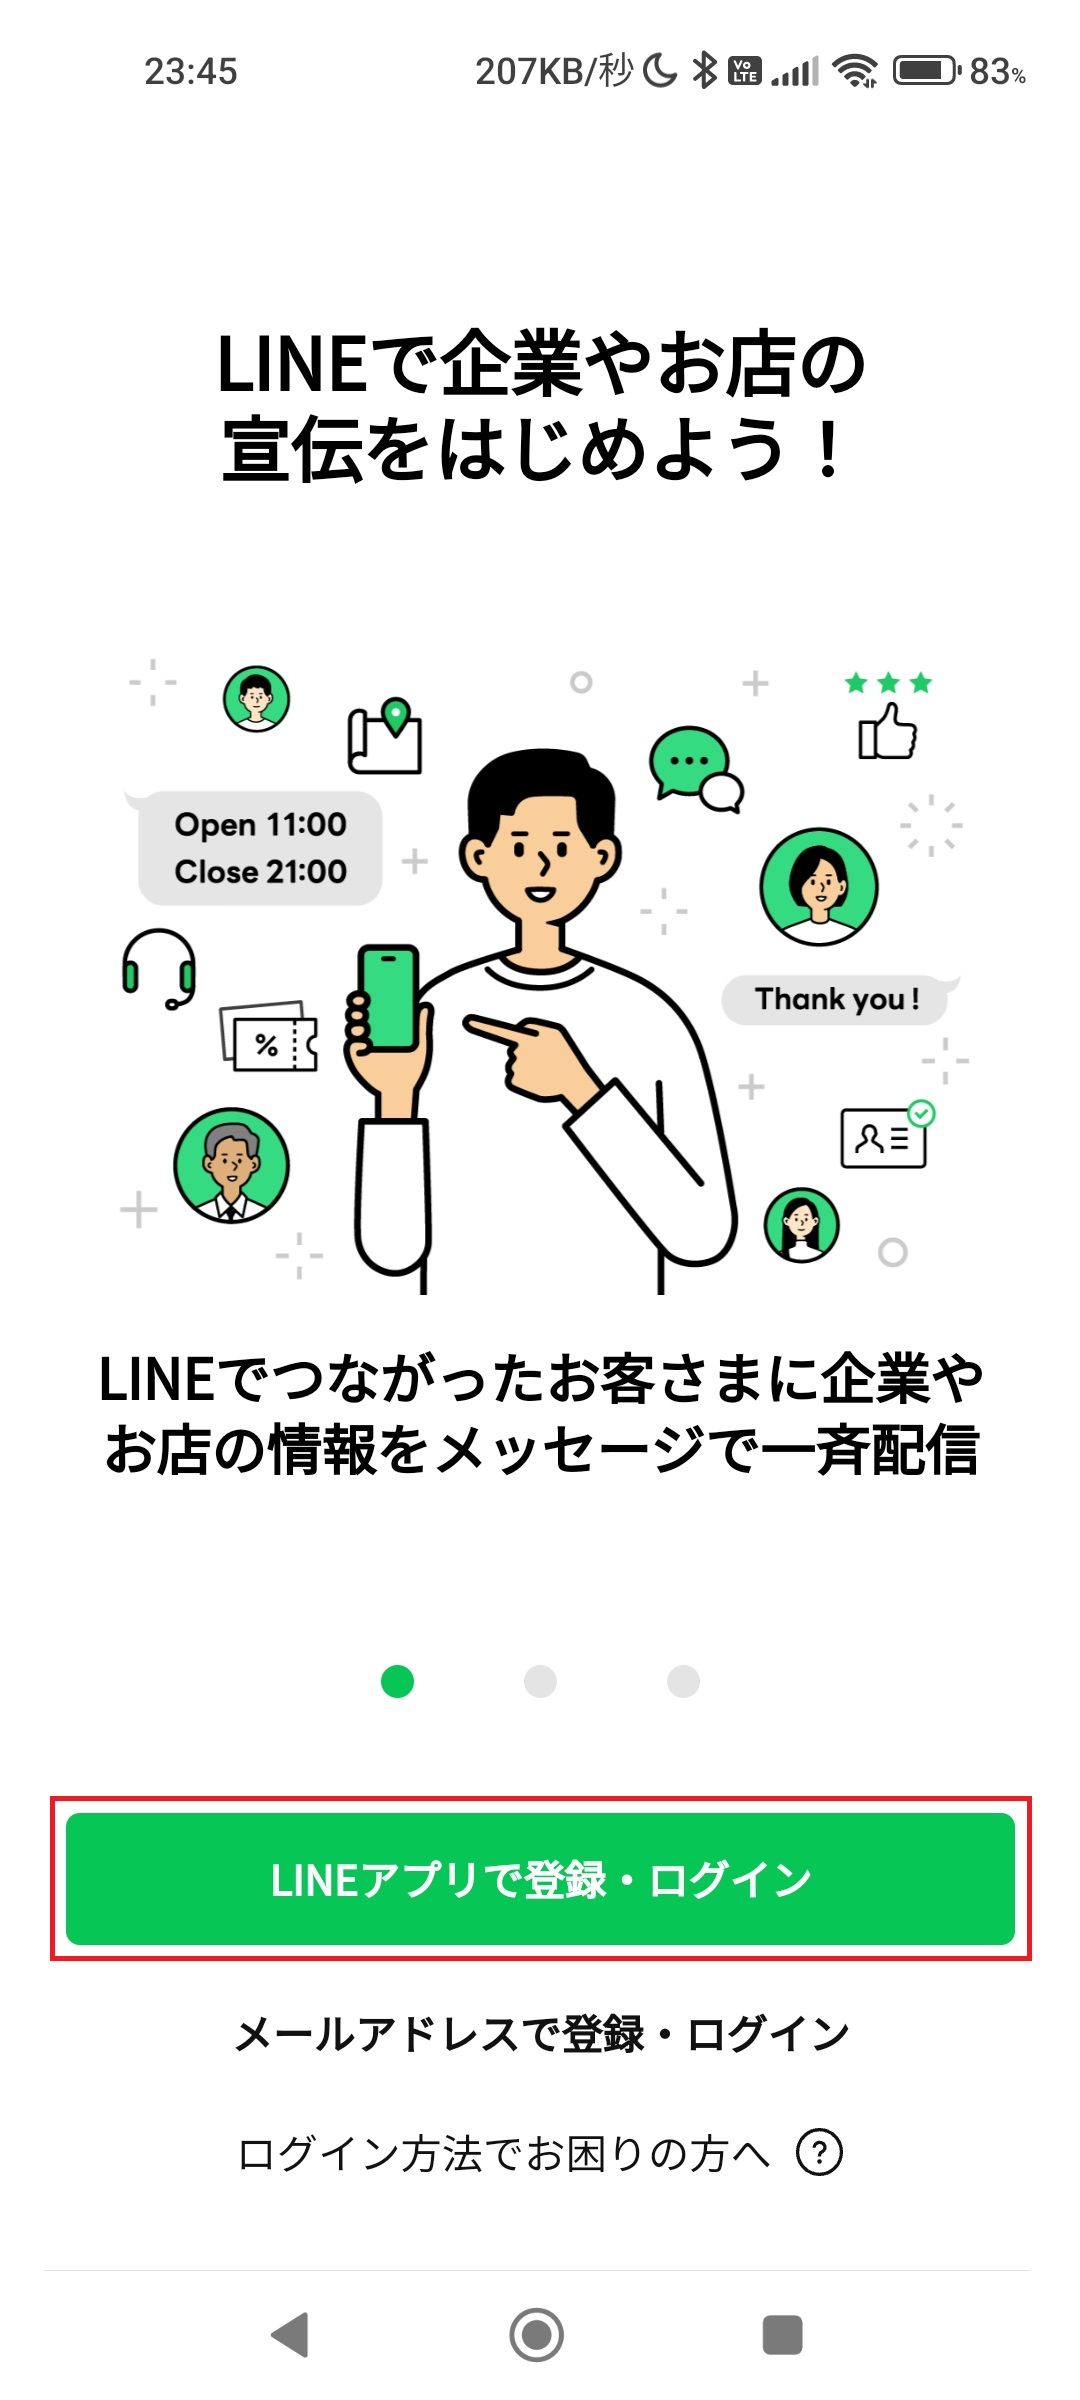 23:45
207KB/秒 Vo LTE 83%
LINEで企業やお店の
宣伝をはじめよう！
Open 11:00
Close 21:00
Thank you!
%
LINEでつながったお客さまに企業や
お店の情報をメッセージで一斉配信
LINEアプリで登録・ログイン
メールアドレスで登録・ログイン
ログイン方法でお困りの方へ ?